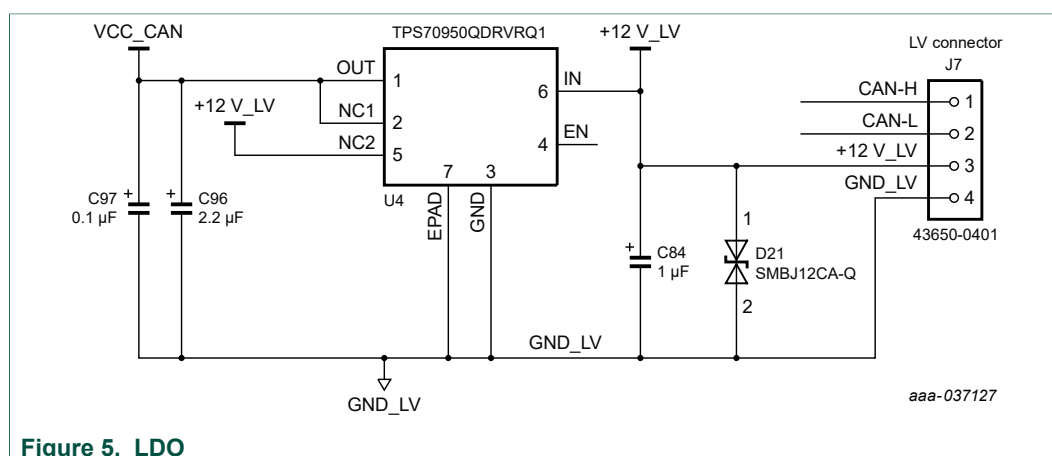 VCC_CAN
TPS70950QDRVRQ1
+12 V_LV
LV connector
J7
OUT
1
IN
6
CAN-H
1
+12 V_LV
NC1
2
CAN-L
2
EN
4
NC2
5
+12 V_LV
3
7
3
GND_LV
4
U4
EPAD
GND
43650-0401
+
C97
0.1 µF
+
C96
2.2 µF
1
+
C84
1 µF
D21
SMBJ12CA-Q
2
GND_LV
GND_LV
aaa-037127
Figure 5. LDO